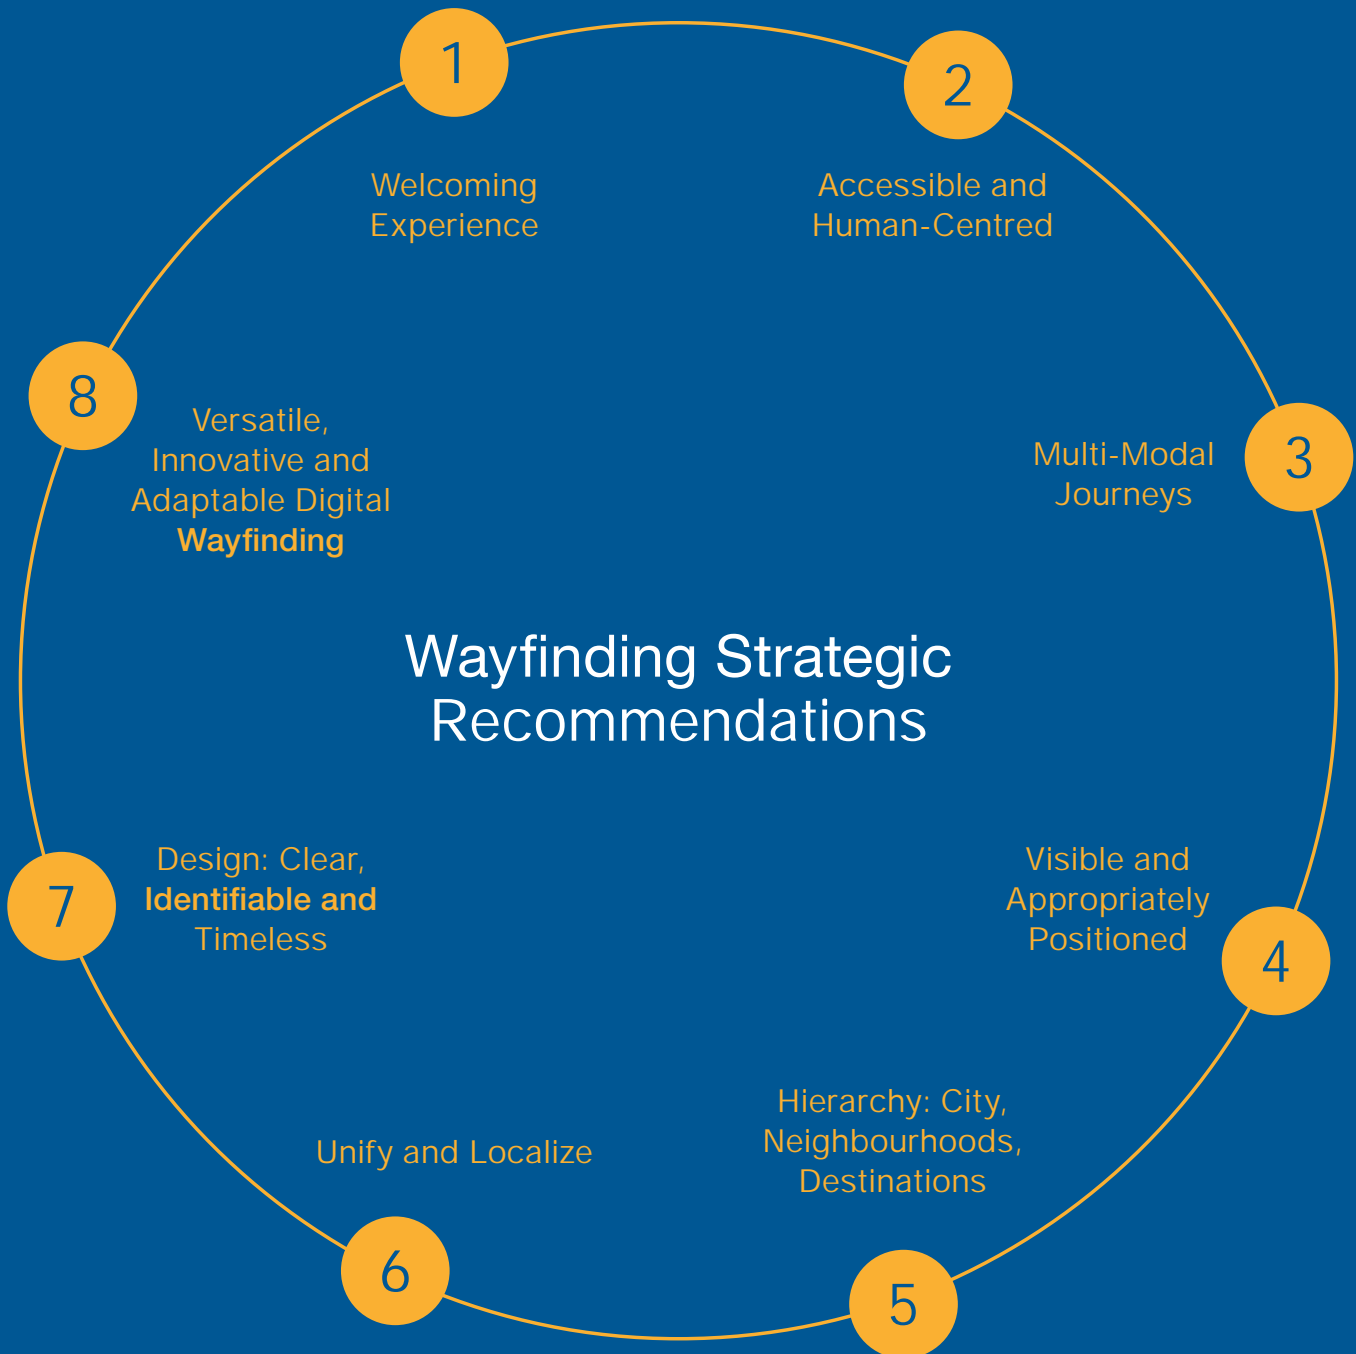 1
Welcoming
Experience
2
Accessible and
Human-Centred
3
Multi-Modal
Journeys
4
Visible and
Appropriately
Positioned
5
Hierarchy: City,
Neighbourhoods,
Destinations
6
Unify and Localize
7
Design: Clear,
Identifiable and
Timeless
8
Versatile,
Innovative and
Adaptable Digital
Wayfinding
Wayfinding Strategic
Recommendations